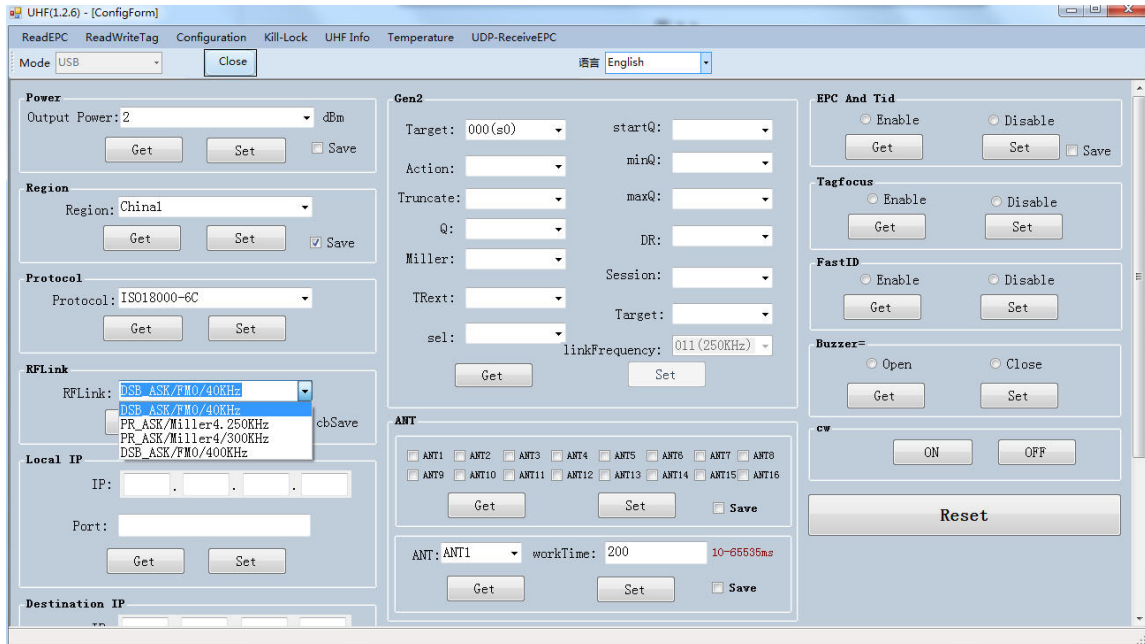 UHF(1.2.6) - [ConfigForm]
ReadEPC ReadWriteTag Configuration Kill-Lock UHF Info Temperature UDP-ReceiveEPC
Mode USB Close 语言 English
Power
Output Power: 2 dBm
Get Set Save
Region
Region: China1
Get Set Save
Protocol
Protocol: ISO18000-6C
Get Set
RFLink
RFLink: DSB_ASK/FM0/40KHz
DSB_ASK/FM0/40KHz
PR_ASK/Miller4.250KHz
PR_ASK/Miller4/300KHz
DSB_ASK/FM0/400KHz
cbSave
Local IP
IP: . . .
Port:
Get Set
Destination IP
Gen2
Target: 000(s0) startQ:
Action: minQ:
Truncate: maxQ:
Q: DR:
Miller: Session:
TRext: Target:
sel: linkFrequency: 011(250KHz)
Get Set
ANT
ANT1 ANT2 ANT3 ANT4 ANT5 ANT6 ANT7 ANT8
ANT9 ANT10 ANT11 ANT12 ANT13 ANT14 ANT15 ANT16
Get Set Save
ANT: ANT1 workTime: 200 10-65535ms
Get Set Save
EPC And Tid
Enable Disable
Get Set Save
Tagfocus
Enable Disable
Get Set
FastID
Enable Disable
Get Set
Buzzer=
Open Close
Get Set
cw
ON OFF
Reset